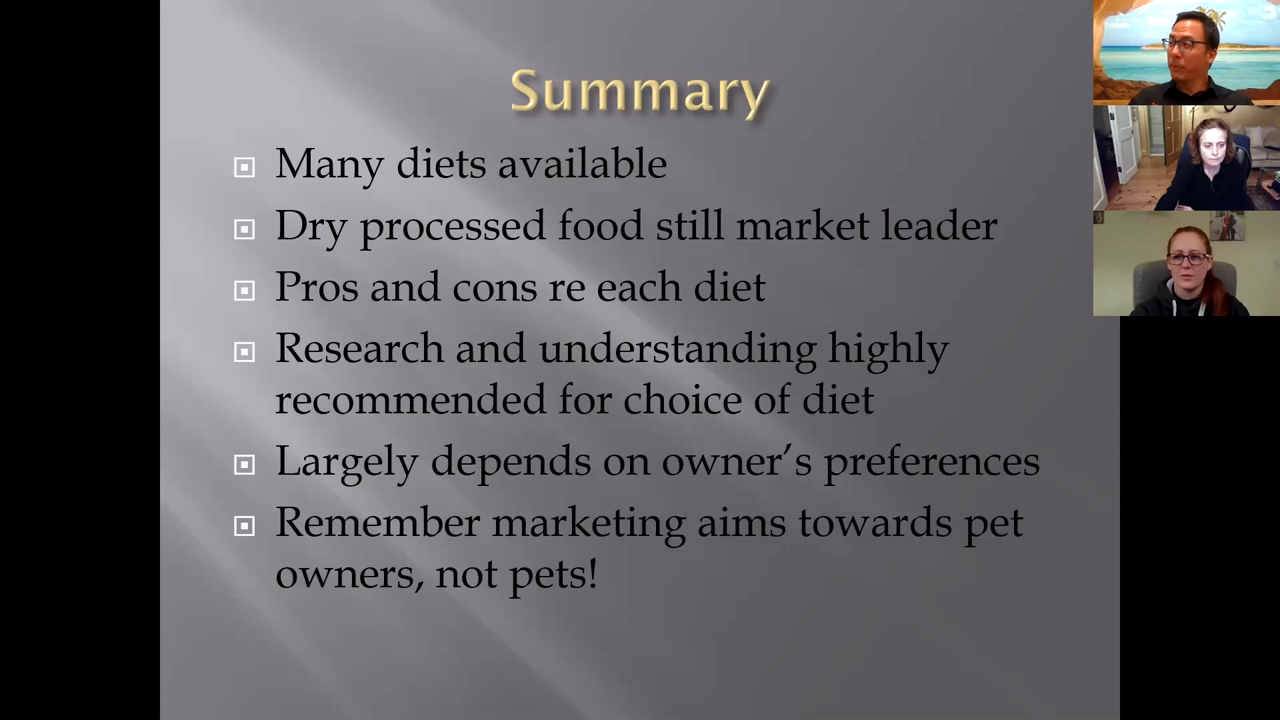 Summary
Many diets available
Dry processed food still market leader
Pros and cons re each diet
Research and understanding highly
recommended for choice of diet
Largely depends on owner’s preferences
Remember marketing aims towards pet
owners, not pets!